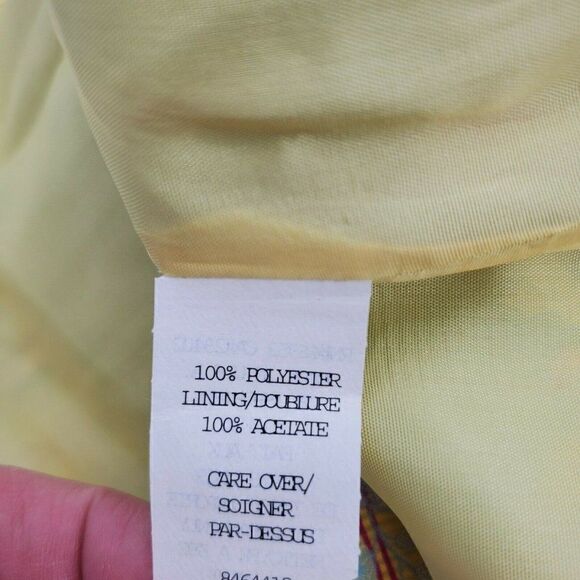 100% POLYESTER
LINING/DOUBLURE
100% ACETATE
CARE OVER/
SOIGNER
PAR-DESSUS